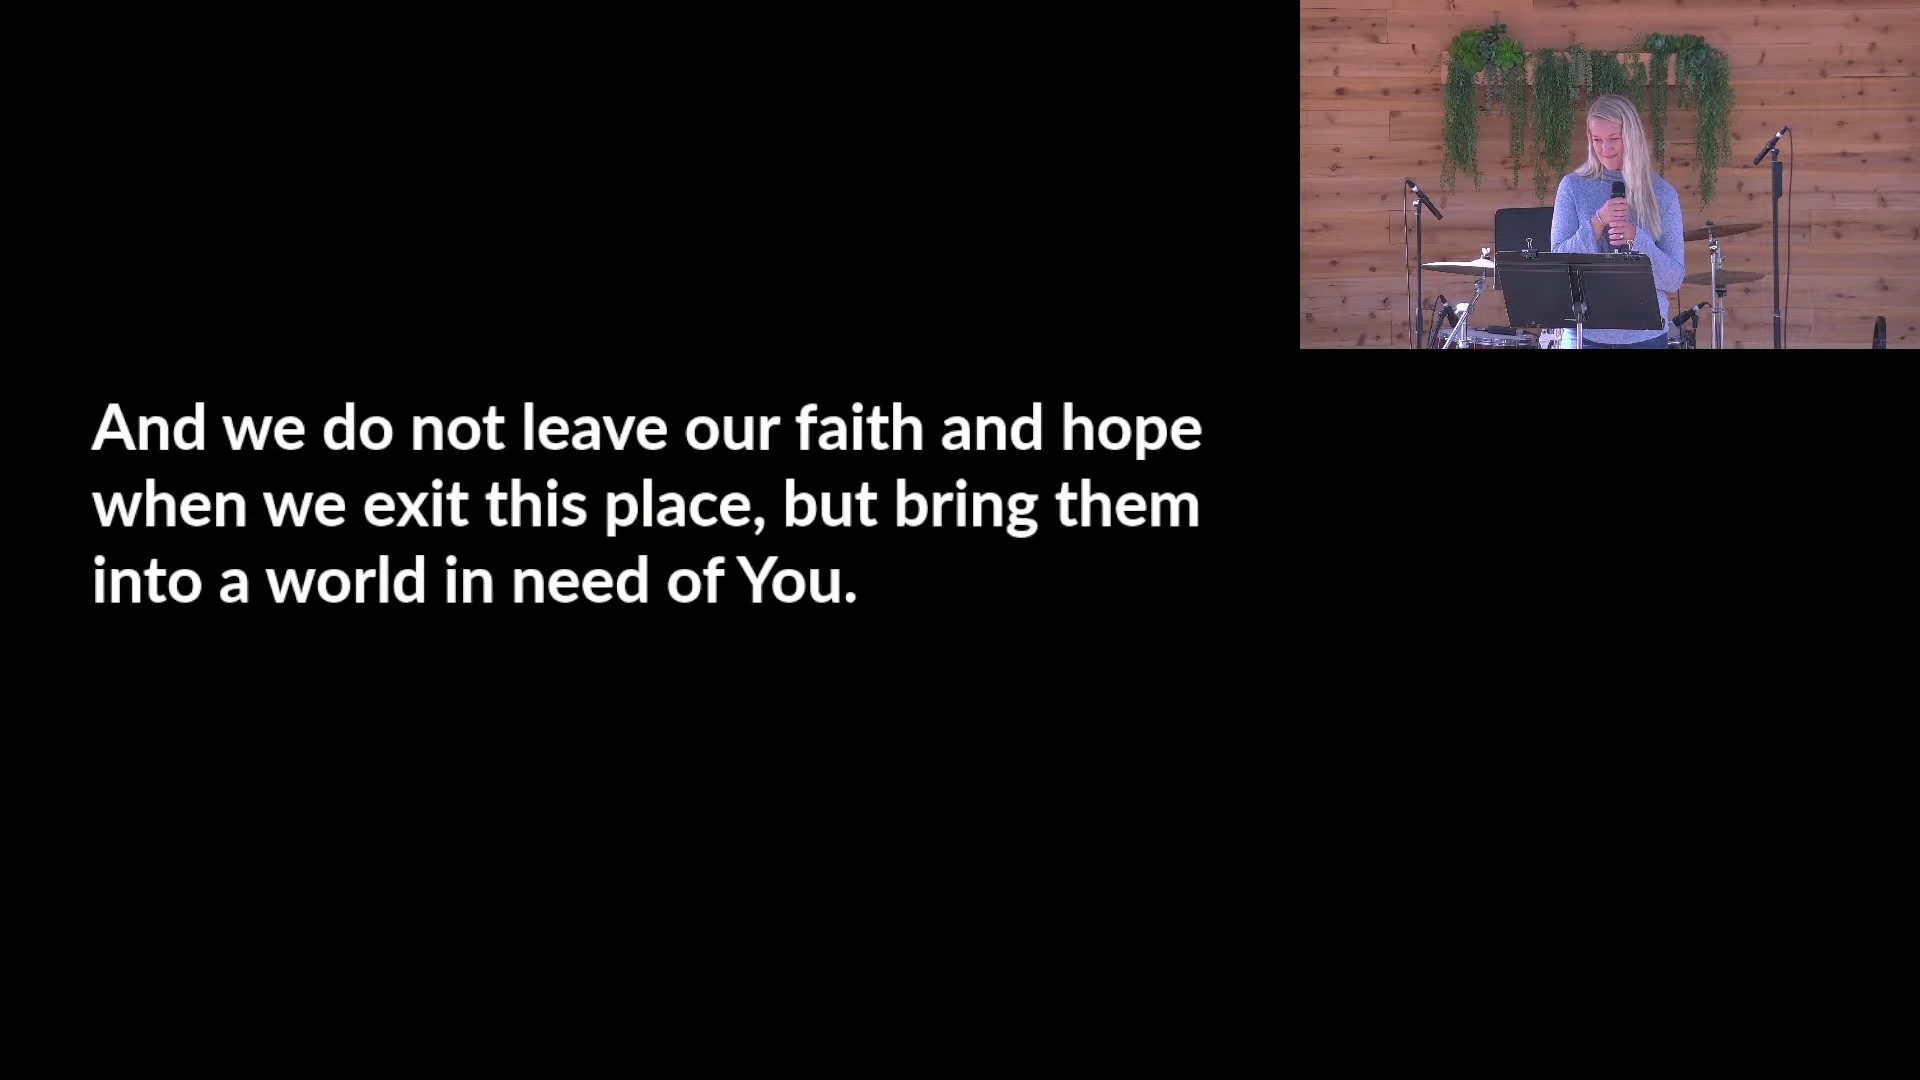 And we do not leave our faith and hope
when we exit this place, but bring them
into a world in need of You.